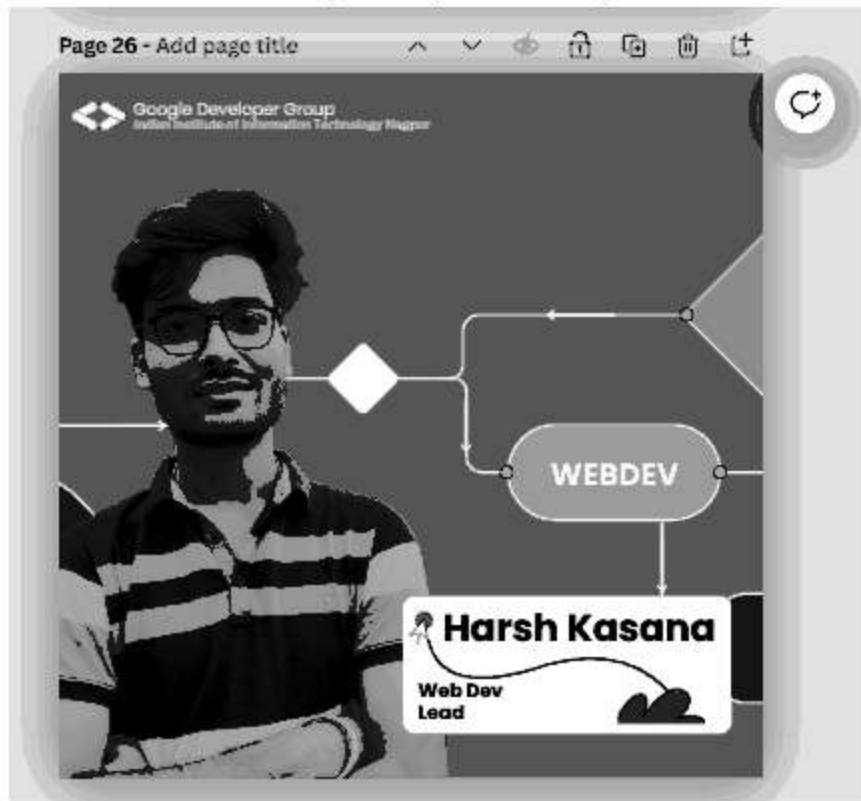 Page 26 - Add page title
Google Developer Group
Indian Institute of Information Technology Nagpur
WEBDEV
Harsh Kasana
Web Dev
Lead